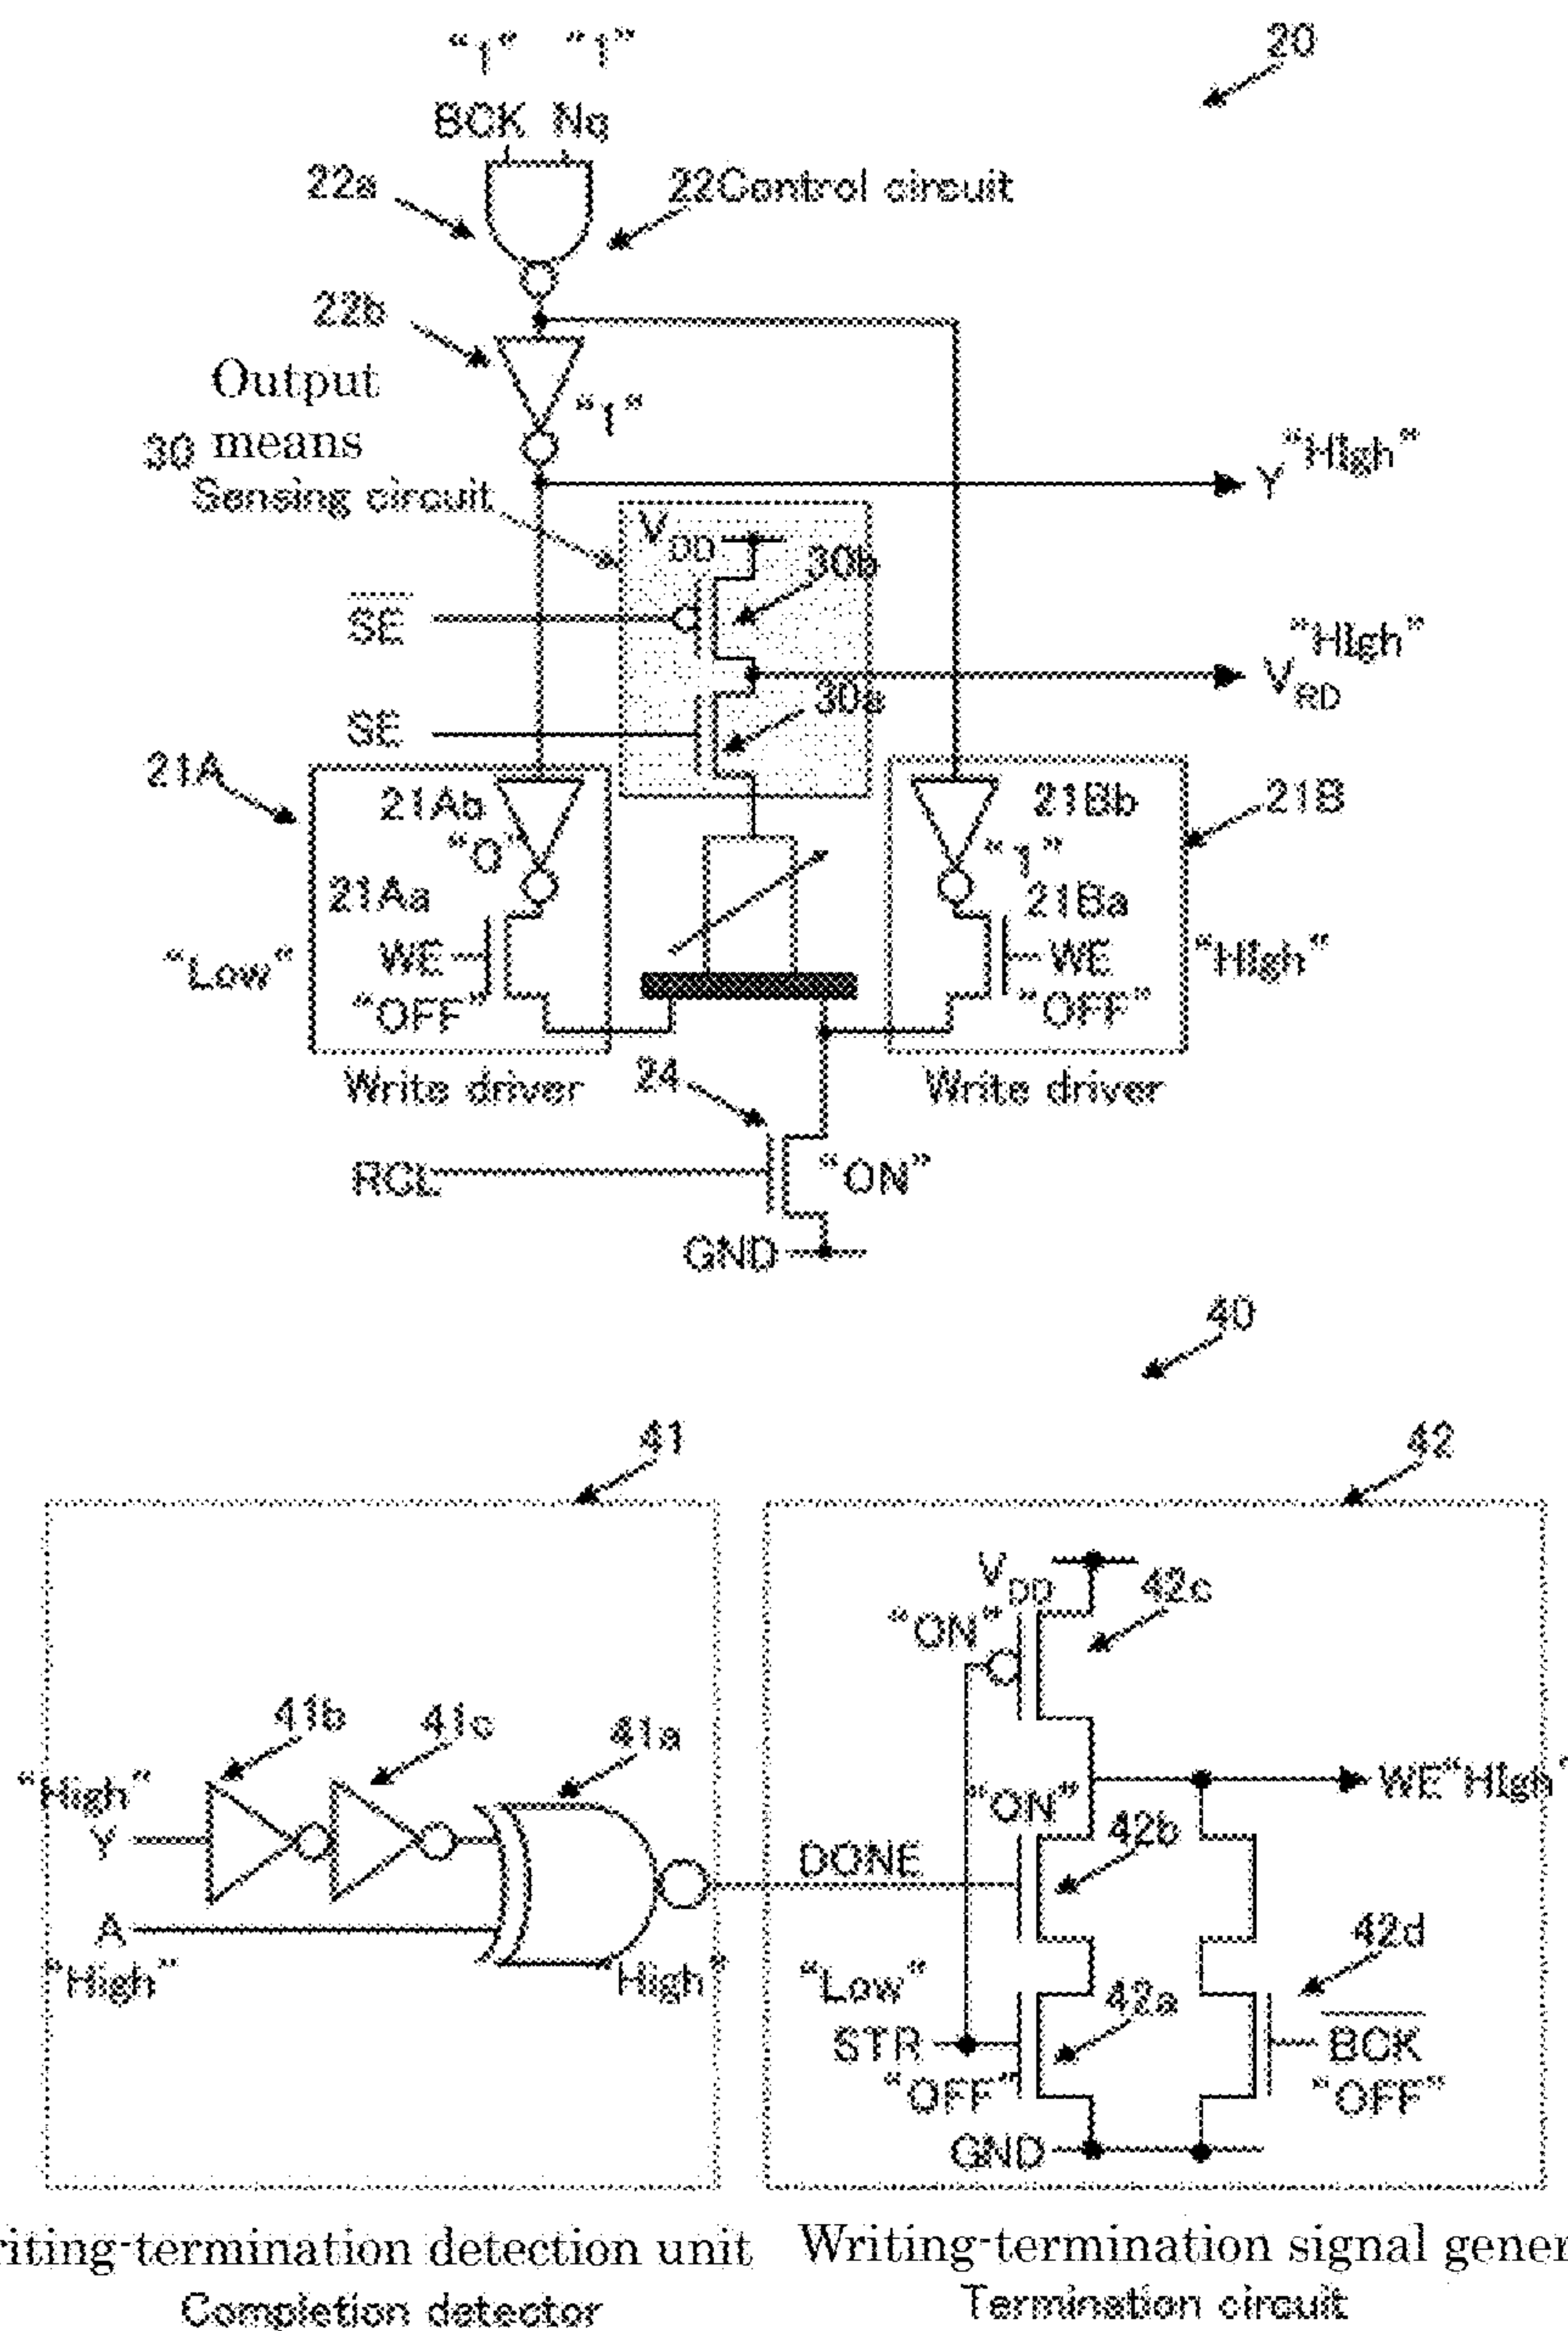 "1" "1"
20
BCK Nq
22a
22Control circuit
22b
Output
"1"
30 means
Y "HIgh"
Sensing circuit
VDD
30b
SE
"HIgh"
VRD
30a
SE
21A
21Ab
21Bb
21B
"0"
"1"
21Aa
21Ba
"Low"
WE
WE
"HIgh"
"OFF"
"OFF"
Write driver
24
Write driver
RCL
"ON"
GND
40
41
42
VDD
42c
"ON"
41b
41c
41a
"High"
WE"HIgh"
"ON"
Y
42b
DONE
A
42d
"High"
High"
"Low"
42a
STR
BCK
"OFF"
"OFF"
GND
riting-termination detection unit Writing-termination signal gener
Completion detector
Termination circuit